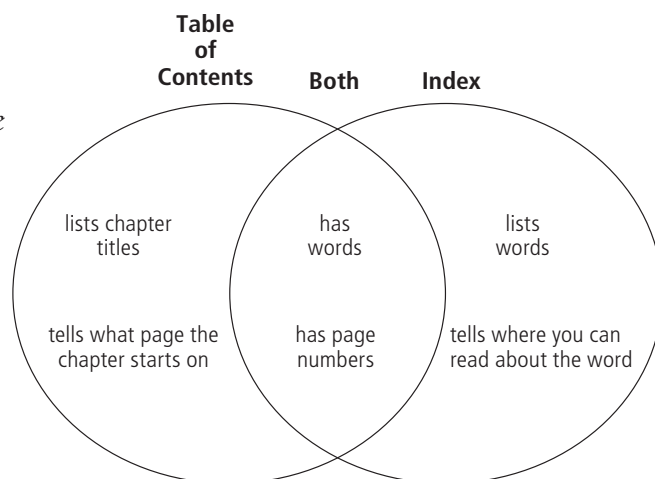 Table
of
Contents
Both
Index
e
lists chapter
titles
has
words
lists
words
tells what page the
chapter starts on
has page
numbers
tells where you can
read about the word